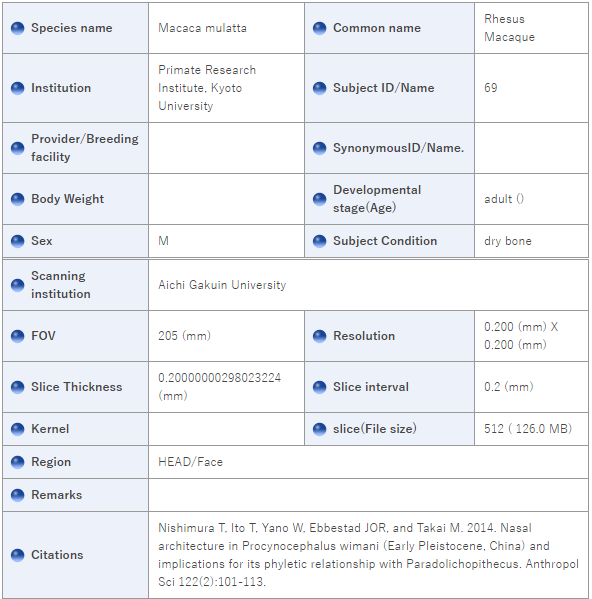 Species name Macaca mulatta Common name Rhesus
Macaque
Institution Primate Research
Institute, Kyoto
University Subject ID/Name 69
Provider/Breeding
facility SynonymousID/Name.
Body Weight Developmental
stage(Age) adult ()
Sex M Subject Condition dry bone
Scanning
institution Aichi Gakuin University
FOV 205 (mm) Resolution 0.200 (mm) X
0.200 (mm)
Slice Thickness 0.20000000298023224
(mm) Slice interval 0.2 (mm)
Kernel slice(File size) 512 ( 126.0 MB)
Region HEAD/Face
Remarks
Citations Nishimura T, Ito T, Yano W, Ebbestad JOR, and Takai M. 2014. Nasal
architecture in Procynocephalus wimani (Early Pleistocene, China) and
implications for its phyletic relationship with Paradolichopithecus. Anthropol
Sci 122(2):101-113.